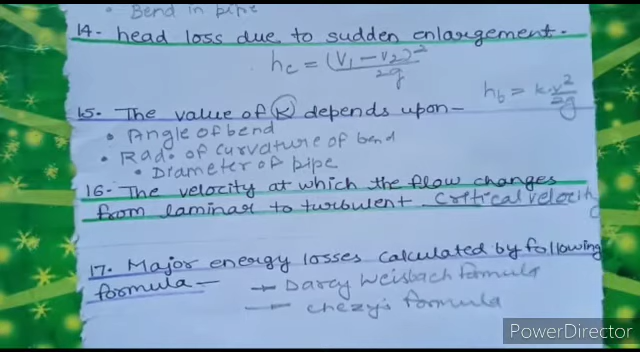 • Bend in pipe
14- head loss due to sudden enlargement-
hc = (V1 - V2)^2 / 2g
15- The value of (k) depends upon- hb = k·v^2/2g
• Angle of bend
• Rad. of curvature of bend
• Diameter of pipe
16- The velocity at which the flow changes
from laminar to turbulent critical velocity
17- Major energy losses calculated by following
formula- → Darcy Weisbach formula
→ Chezy's formula
PowerDirector